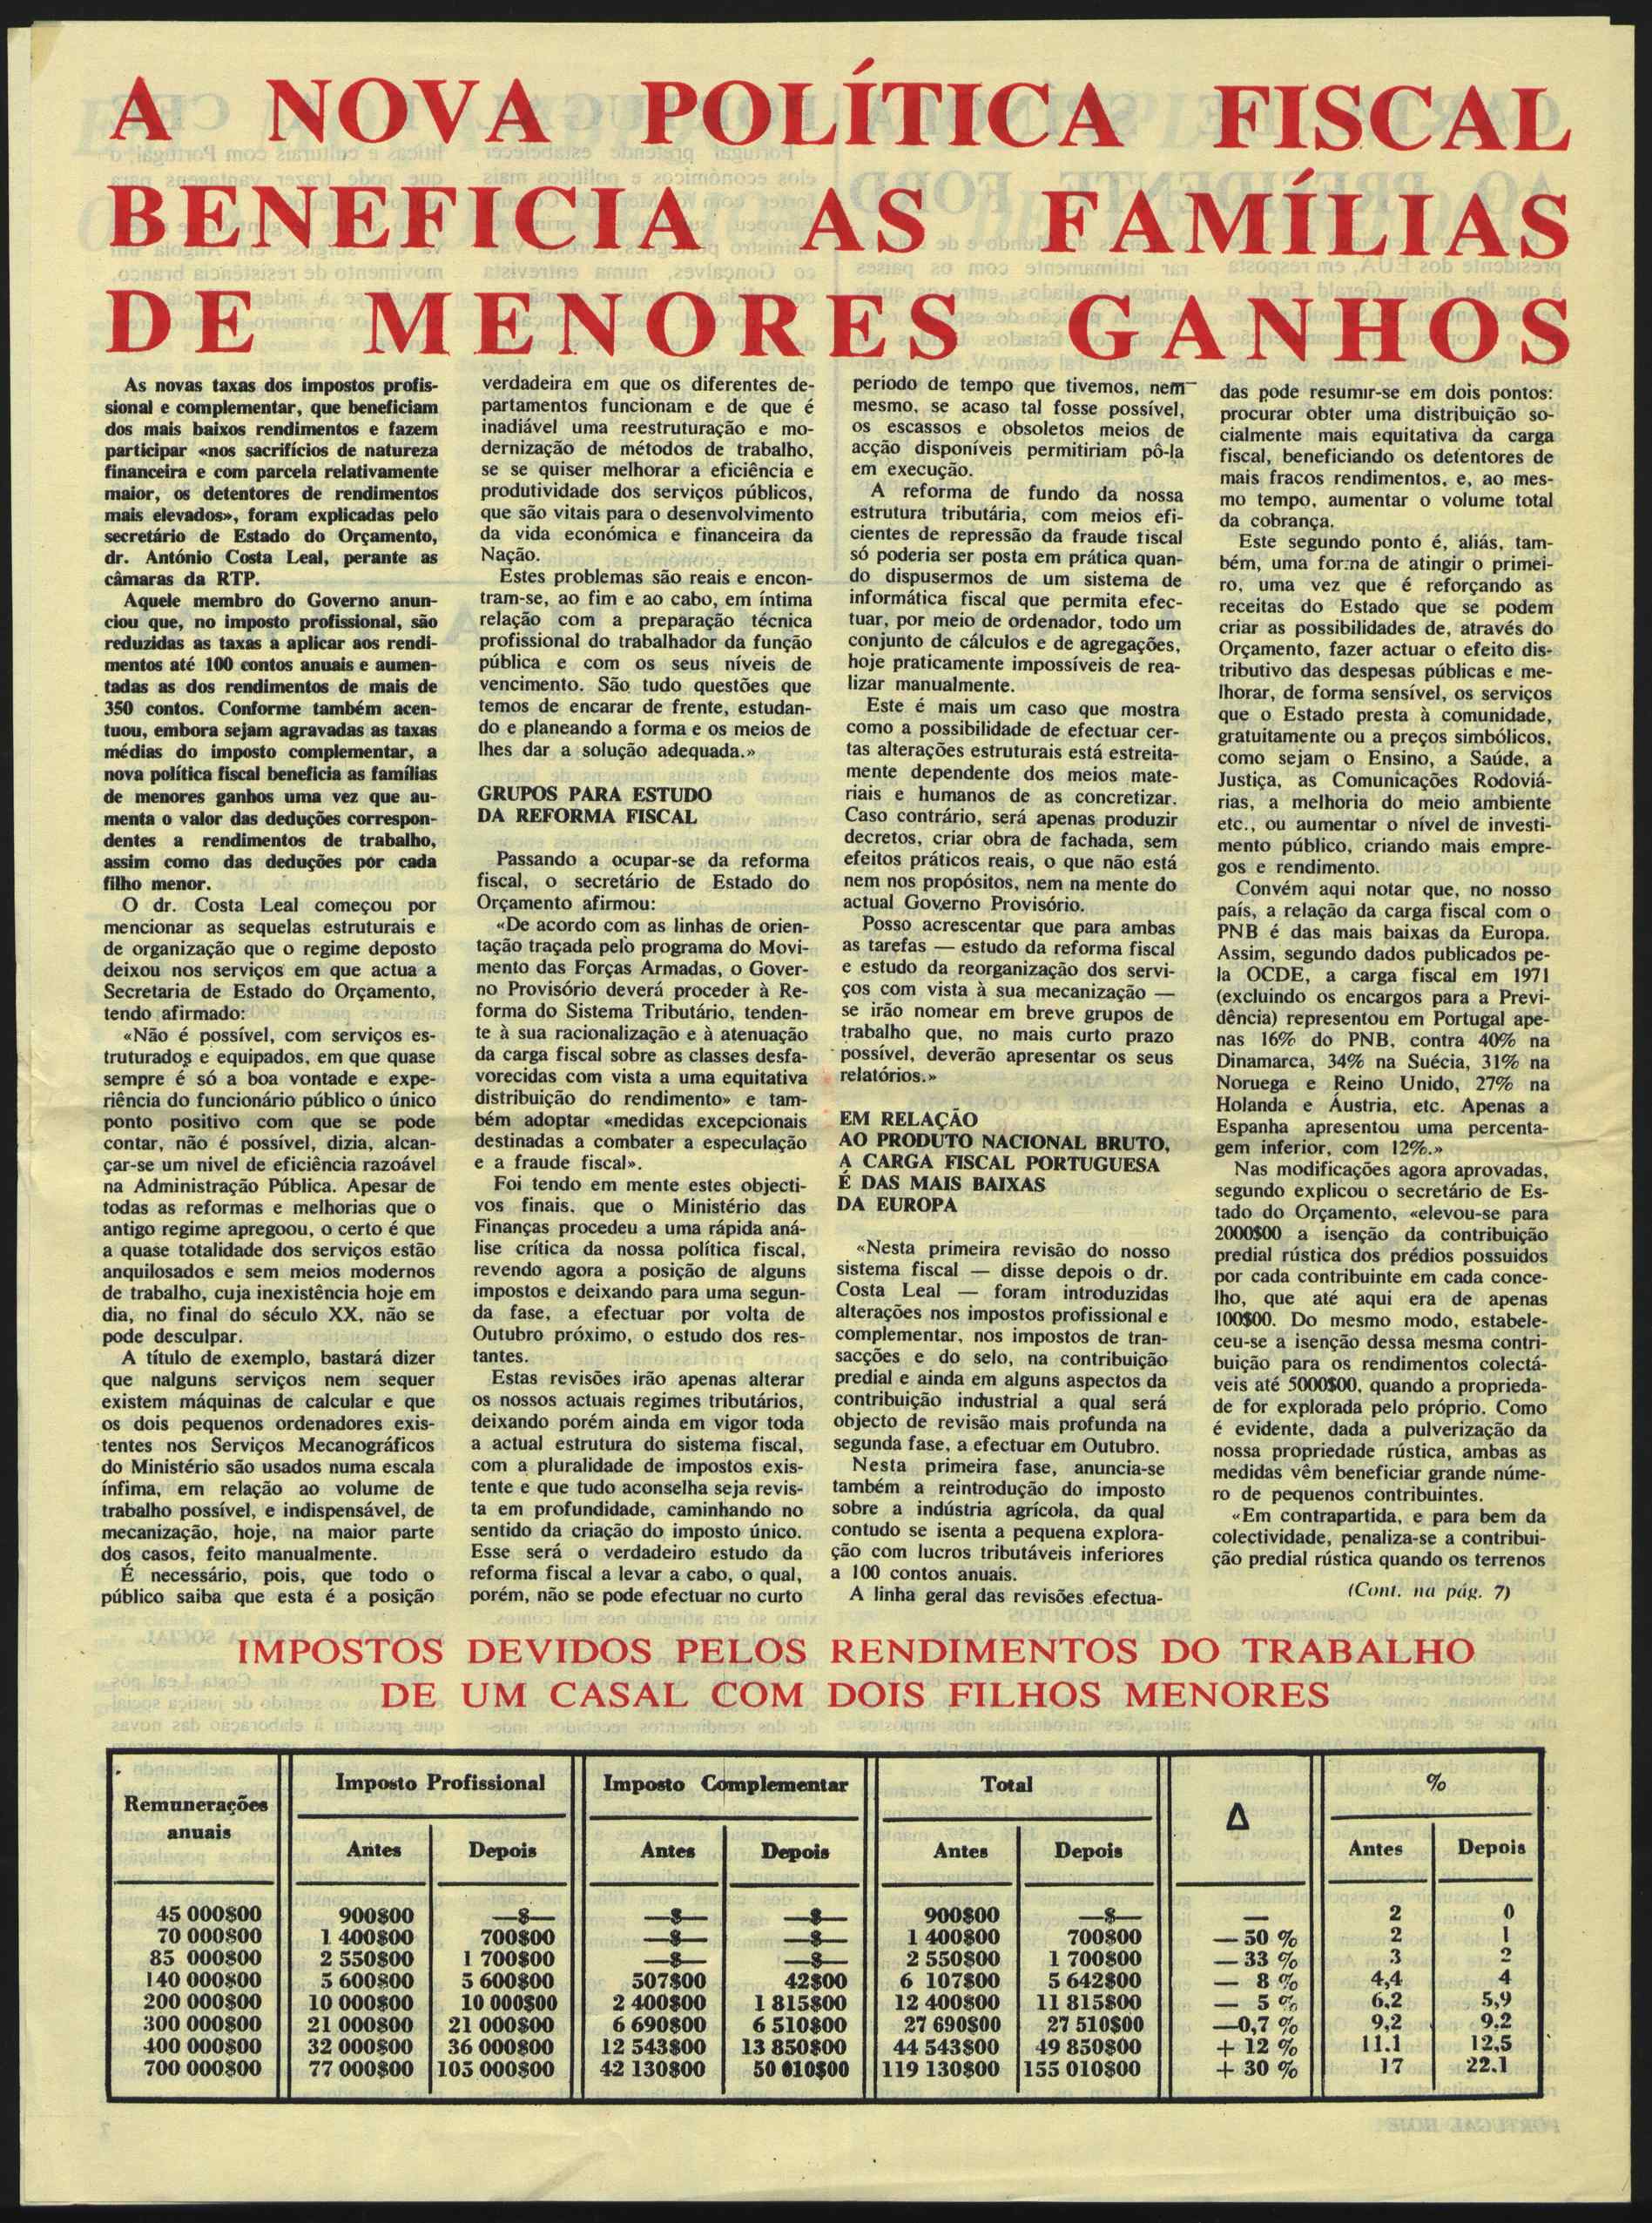 A NOVA POLÍTICA FISCAL
BENEFICIA AS FAMÍLIAS
DE MENORES GANHOS
As novas taxas dos impostos profis-
sional e complementar, que beneficiam
dos mais baixos rendimentos e fazem
participar «nos sacrifícios de natureza
financeira e com parcela relativamente
maior, os detentores de rendimentos
mais elevados», foram explicadas pelo
secretário de Estado do Orçamento,
dr. António Costa Leal, perante as
câmaras da RTP.
Aquele membro do Governo anun-
ciou que, no imposto profissional, são
reduzidas as taxas a aplicar aos rendi-
mentos até 100 contos anuais e aumen-
tadas as dos rendimentos de mais de
350 contos. Conforme também acen-
tuou, embora sejam agravadas as taxas
médias do imposto complementar, a
nova política fiscal beneficia as famílias
de menores ganhos uma vez que au-
menta o valor das deduções correspon-
dentes a rendimentos de trabalho,
assim como das deduções por cada
filho menor.
O dr. Costa Leal começou por
mencionar as sequelas estruturais e
de organização que o regime deposto
deixou nos serviços em que actua a
Secretaria de Estado do Orçamento,
tendo afirmado:
«Não é possível, com serviços es-
truturados e equipados, em que quase
sempre é só a boa vontade e expe-
riência do funcionário público o único
ponto positivo com que se pode
contar, não é possível, dizia, alcan-
çar-se um nivel de eficiência razoável
na Administração Pública. Apesar de
todas as reformas e melhorias que o
antigo regime apregoou, o certo é que
a quase totalidade dos serviços estão
anquilosados e sem meios modernos
de trabalho, cuja inexistência hoje em
dia, no final do século XX, não se
pode desculpar.
A título de exemplo, bastará dizer
que nalguns serviços nem sequer
existem máquinas de calcular e que
os dois pequenos ordenadores exis-
tentes nos Serviços Mecanográficos
do Ministério são usados numa escala
ínfima, em relação ao volume de
trabalho possível, e indispensável, de
mecanização, hoje, na maior parte
dos casos, feito manualmente.
É necessário, pois, que todo o
público saiba que esta é a posição
verdadeira em que os diferentes de-
partamentos funcionam e de que é
inadiável uma reestruturação e mo-
dernização de métodos de trabalho,
se se quiser melhorar a eficiência e
produtividade dos serviços públicos,
que são vitais para o desenvolvimento
da vida económica e financeira da
Nação.
Estes problemas são reais e encon-
tram-se, ao fim e ao cabo, em íntima
relação com a preparação técnica
profissional do trabalhador da função
pública e com os seus níveis de
vencimento. São tudo questões que
temos de encarar de frente, estudan-
do e planeando a forma e os meios de
lhes dar a solução adequada.»
GRUPOS PARA ESTUDO
DA REFORMA FISCAL
Passando a ocupar-se da reforma
fiscal, o secretário de Estado do
Orçamento afirmou:
«De acordo com as linhas de orien-
tação traçada pelo programa do Movi-
mento das Forças Armadas, o Gover-
no Provisório deverá proceder à Re-
forma do Sistema Tributário, tenden-
te à sua racionalização e à atenuação
da carga fiscal sobre as classes desfa-
vorecidas com vista a uma equitativa
distribuição do rendimento» e tam-
bém adoptar «medidas excepcionais
destinadas a combater a especulação
e a fraude fiscal».
Foi tendo em mente estes objecti-
vos finais, que o Ministério das
Finanças procedeu a uma rápida aná-
lise crítica da nossa política fiscal,
revendo agora a posição de alguns
impostos e deixando para uma segun-
da fase, a efectuar por volta de
Outubro próximo, o estudo dos res-
tantes.
Estas revisões irão apenas alterar
os nossos actuais regimes tributários,
deixando porém ainda em vigor toda
a actual estrutura do sistema fiscal,
com a pluralidade de impostos exis-
tente e que tudo aconselha seja revis-
ta em profundidade, caminhando no
sentido da criação do imposto único.
Esse será o verdadeiro estudo da
reforma fiscal a levar a cabo, o qual,
porém, não se pode efectuar no curto
período de tempo que tivemos, nem
mesmo, se acaso tal fosse possível,
os escassos e obsoletos meios de
acção disponíveis permitiriam pô-la
em execução.
A reforma de fundo da nossa
estrutura tributária, com meios efi-
cientes de repressão da fraude fiscal
só poderia ser posta em prática quan-
do dispusermos de um sistema de
informática fiscal que permita efec-
tuar, por meio de ordenador, todo um
conjunto de cálculos e de agregações,
hoje praticamente impossíveis de rea-
lizar manualmente.
Este é mais um caso que mostra
como a possibilidade de efectuar cer-
tas alterações estruturais está estreita-
mente dependente dos meios mate-
riais e humanos de as concretizar.
Caso contrário, será apenas produzir
decretos, criar obra de fachada, sem
efeitos práticos reais, o que não está
nem nos propósitos, nem na mente do
actual Governo Provisório.
Posso acrescentar que para ambas
as tarefas — estudo da reforma fiscal
e estudo da reorganização dos servi-
ços com vista à sua mecanização —
se irão nomear em breve grupos de
trabalho que, no mais curto prazo
possível, deverão apresentar os seus
relatórios.»
EM RELAÇÃO
AO PRODUTO NACIONAL BRUTO,
A CARGA FISCAL PORTUGUESA
É DAS MAIS BAIXAS
DA EUROPA
«Nesta primeira revisão do nosso
sistema fiscal — disse depois o dr.
Costa Leal — foram introduzidas
alterações nos impostos profissional e
complementar, nos impostos de tran-
sacções e do selo, na contribuição
predial e ainda em alguns aspectos da
contribuição industrial a qual será
objecto de revisão mais profunda na
segunda fase, a efectuar em Outubro.
Nesta primeira fase, anuncia-se
também a reintrodução do imposto
sobre a indústria agrícola, da qual
contudo se isenta a pequena explora-
ção com lucros tributáveis inferiores
a 100 contos anuais.
A linha geral das revisões efectua-
das pode resumir-se em dois pontos:
procurar obter uma distribuição so-
cialmente mais equitativa da carga
fiscal, beneficiando os detentores de
mais fracos rendimentos, e, ao mes-
mo tempo, aumentar o volume total
da cobrança.
Este segundo ponto é, aliás, tam-
bém, uma forma de atingir o primei-
ro, uma vez que é reforçando as
receitas do Estado que se podem
criar as possibilidades de, através do
Orçamento, fazer actuar o efeito dis-
tributivo das despesas públicas e me-
lhorar, de forma sensível, os serviços
que o Estado presta à comunidade,
gratuitamente ou a preços simbólicos,
como sejam o Ensino, a Saúde, a
Justiça, as Comunicações Rodoviá-
rias, a melhoria do meio ambiente
etc., ou aumentar o nível de investi-
mento público, criando mais empre-
gos e rendimento.
Convém aqui notar que, no nosso
país, a relação da carga fiscal com o
PNB é das mais baixas da Europa.
Assim, segundo dados publicados pe-
la OCDE, a carga fiscal em 1971
(excluindo os encargos para a Previ-
dência) representou em Portugal ape-
nas 16% do PNB, contra 40% na
Dinamarca, 34% na Suécia, 31% na
Noruega e Reino Unido, 27% na
Holanda e Áustria, etc. Apenas a
Espanha apresentou uma percenta-
gem inferior, com 12%.»
Nas modificações agora aprovadas,
segundo explicou o secretário de Es-
tado do Orçamento, «elevou-se para
2000$00 a isenção da contribuição
predial rústica dos prédios possuidos
por cada contribuinte em cada conce-
lho, que até aqui era de apenas
100$00. Do mesmo modo, estabele-
ceu-se a isenção dessa mesma contri-
buição para os rendimentos colectá-
veis até 5000$00, quando a proprieda-
de for explorada pelo próprio. Como
é evidente, dada a pulverização da
nossa propriedade rústica, ambas as
medidas vêm beneficiar grande núme-
ro de pequenos contribuintes.
«Em contrapartida, e para bem da
colectividade, penaliza-se a contribui-
ção predial rústica quando os terrenos
(Cont. na pág. 7)
IMPOSTOS DEVIDOS PELOS RENDIMENTOS DO TRABALHO
DE UM CASAL COM DOIS FILHOS MENORES
Remunerações anuais Imposto Profissional Imposto Complementar Total Δ %
Antes Depois Antes Depois Antes Depois Antes Depois
45 000$00 900$00 —$— —$— —$— 900$00 —$— — 2 0
70 000$00 1 400$00 700$00 —$— —$— 1 400$00 700$00 — 50 % 2 1
85 000$00 2 550$00 1 700$00 —$— —$— 2 550$00 1 700$00 — 33 % 3 2
140 000$00 5 600$00 5 600$00 507$00 42$00 6 107$00 5 642$00 — 8 % 4,4 4
200 000$00 10 000$00 10 000$00 2 400$00 1 815$00 12 400$00 11 815$00 — 5 % 6,2 5,9
300 000$00 21 000$00 21 000$00 6 690$00 6 510$00 27 690$00 27 510$00 —0,7 % 9,2 9,2
400 000$00 32 000$00 36 000$00 12 543$00 13 850$00 44 543$00 49 850$00 + 12 % 11.1 12,5
700 000$00 77 000$00 105 000$00 42 130$00 50 010$00 119 130$00 155 010$00 + 30 % 17 22.1